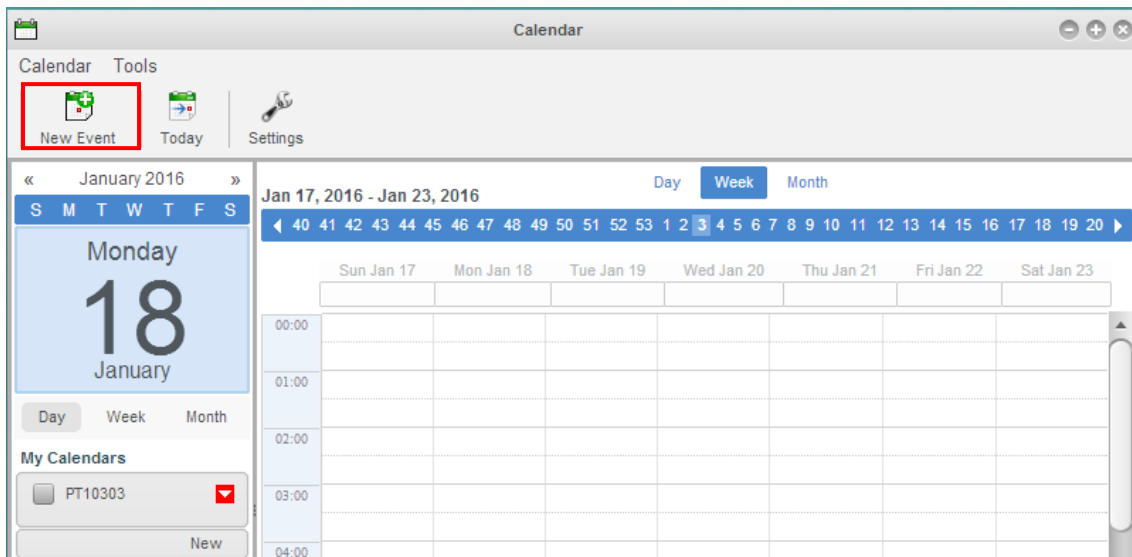 Calendar
Calendar Tools
New Event Today Settings
« January 2016 »
S M T W T F S
Monday
18
January
Day Week Month
My Calendars
PT10303
New
Day Week Month
Jan 17, 2016 - Jan 23, 2016
40 41 42 43 44 45 46 47 48 49 50 51 52 53 1 2 3 4 5 6 7 8 9 10 11 12 13 14 15 16 17 18 19 20
Sun Jan 17 Mon Jan 18 Tue Jan 19 Wed Jan 20 Thu Jan 21 Fri Jan 22 Sat Jan 23
00:00
01:00
02:00
03:00
04:00